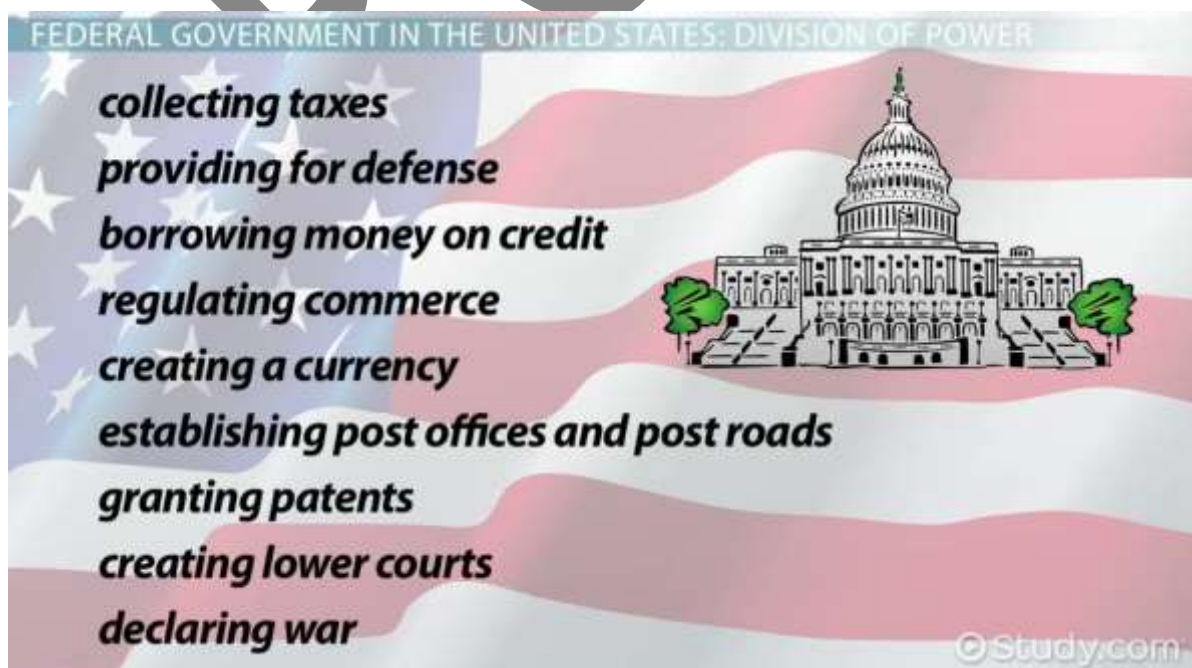 FEDERAL GOVERNMENT IN THE UNITED STATES: DIVISION OF POWER
collecting taxes
providing for defense
borrowing money on credit
regulating commerce
creating a currency
establishing post offices and post roads
granting patents
creating lower courts
declaring war
Study.com